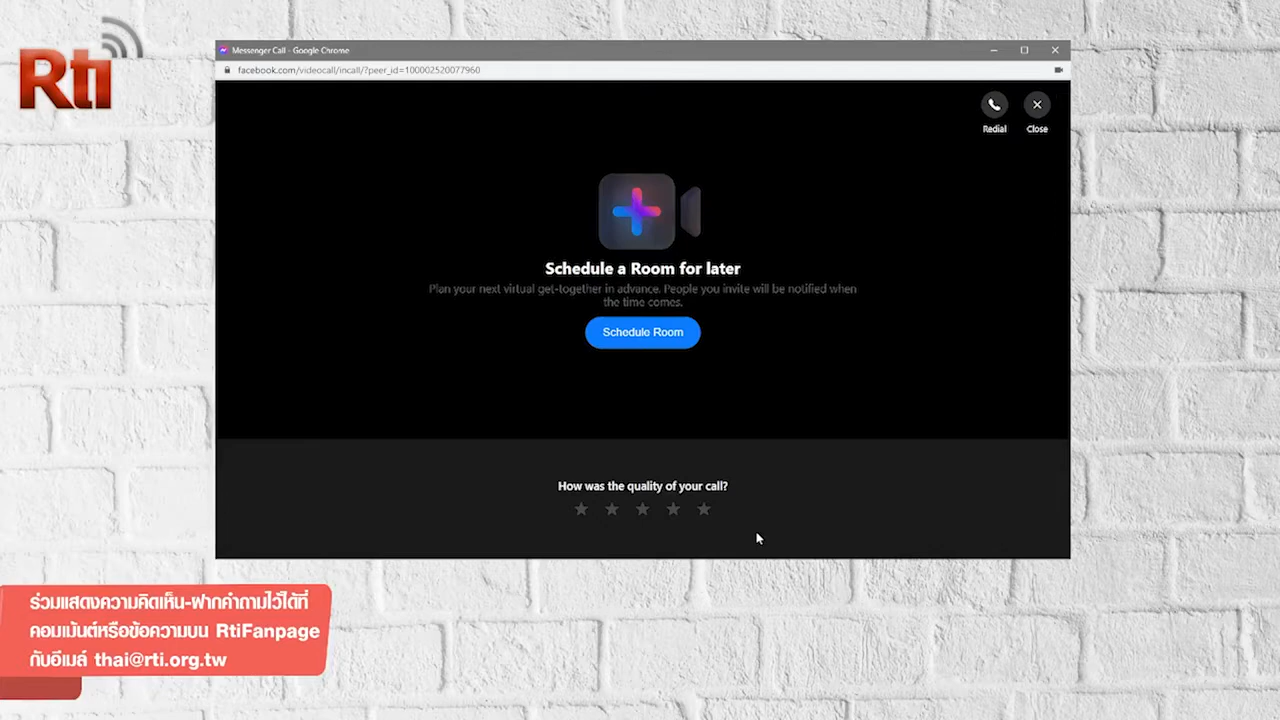 Rti
Messenger Call - Google Chrome
facebook.com/videocall/incall/?peer_id=100002520077960
Redial
Close
Schedule a Room for later
Plan your next virtual get-together in advance. People you invite will be notified when
the time comes.
Schedule Room
How was the quality of your call?
ร่วมแสดงความคิดเห็น-ฝากคำถามไว้ได้ที่
คอมเม้นต์หรือข้อความบน RtiFanpage
กับอีเมล์ thai@rti.org.tw